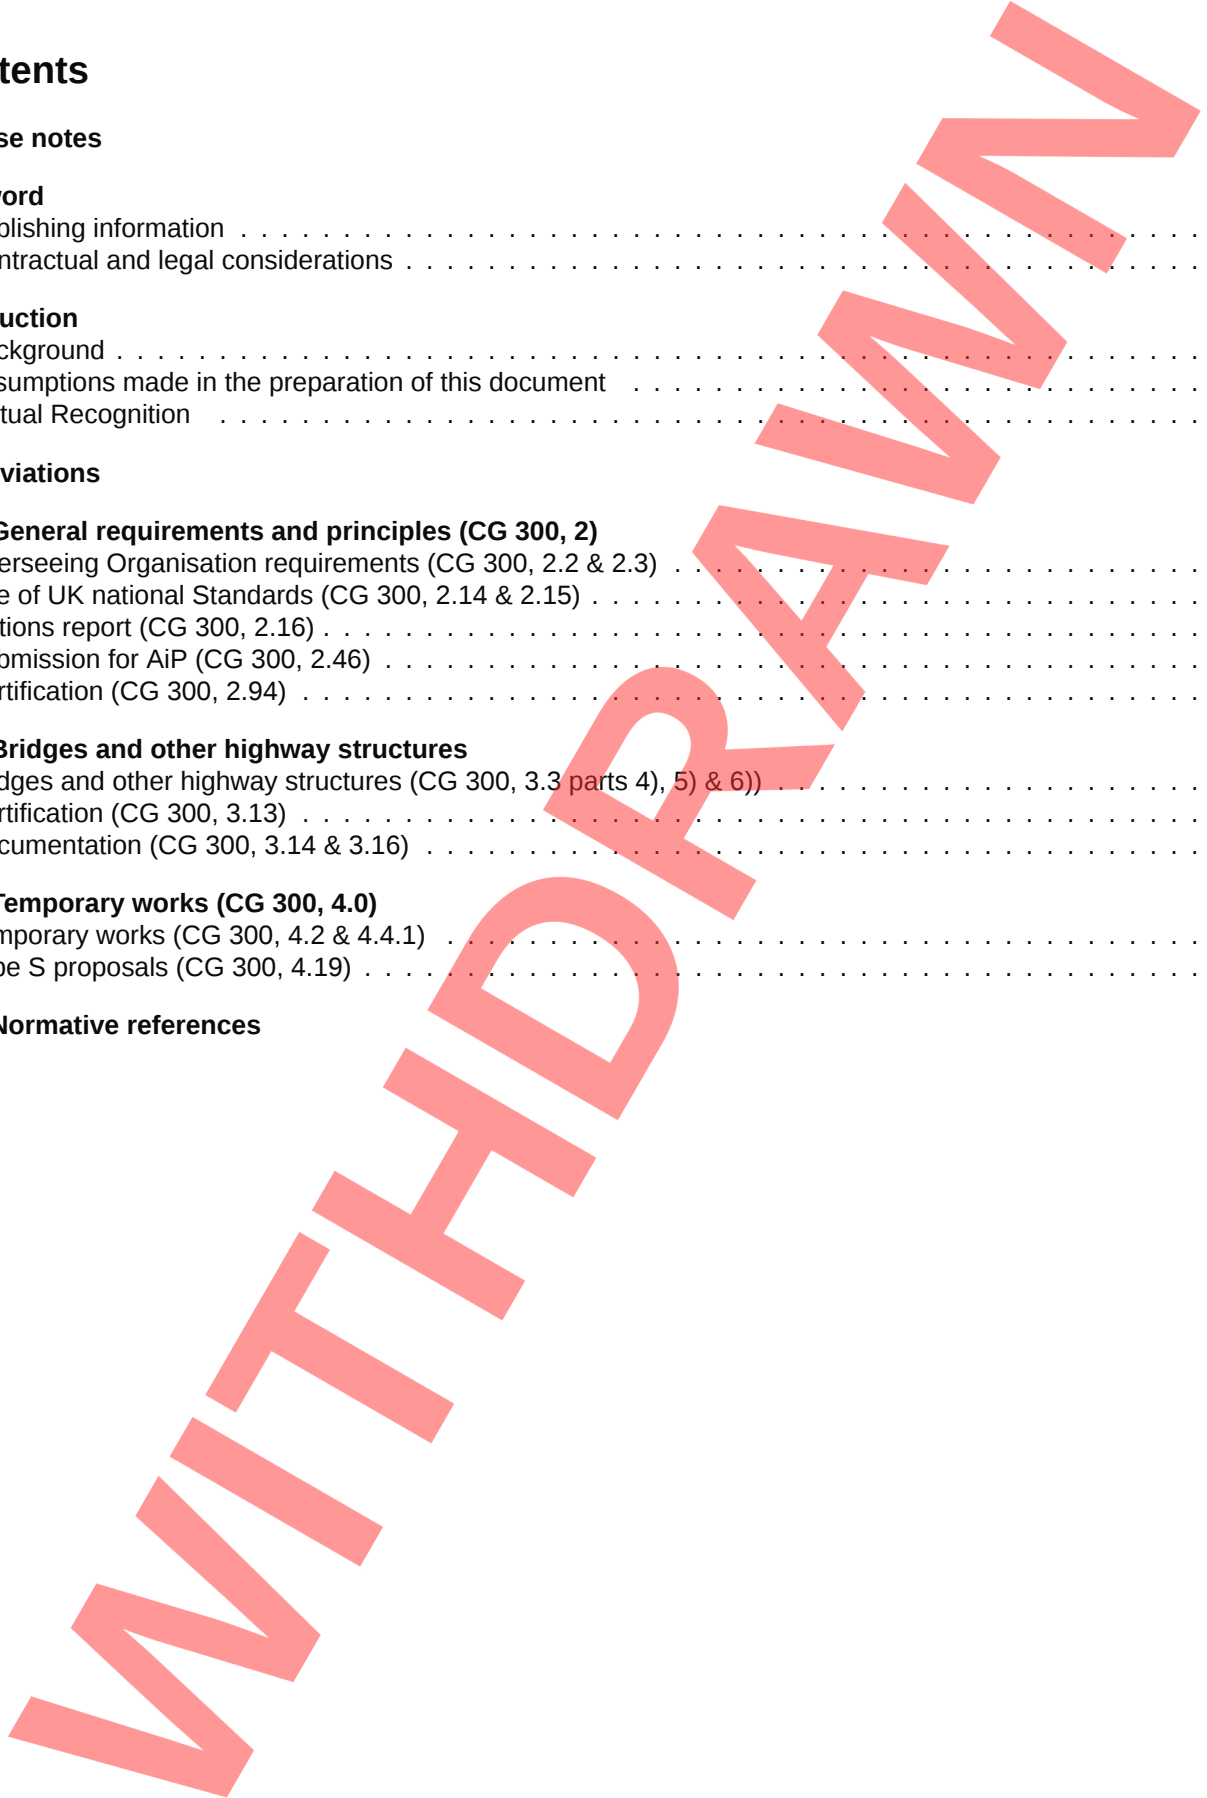 tents
se notes
ord
blishing information . . . . . . . . . . . . . . . . . . . . . . . . . . . . . . . . . . . . . . . . . . . . . . .
ntractual and legal considerations . . . . . . . . . . . . . . . . . . . . . . . . . . . . . . . . . . . . . . .
uction
ckground . . . . . . . . . . . . . . . . . . . . . . . . . . . . . . . . . . . . . . . . . . . . . . . . . . . . .
sumptions made in the preparation of this document . . . . . . . . . . . . . . . . . . . . . . . . . . . .
tual Recognition . . . . . . . . . . . . . . . . . . . . . . . . . . . . . . . . . . . . . . . . . . . . . . . .
viations
General requirements and principles (CG 300, 2)
erseeing Organisation requirements (CG 300, 2.2 & 2.3) . . . . . . . . . . . . . . . . . . . . . . . . . .
e of UK national Standards (CG 300, 2.14 & 2.15) . . . . . . . . . . . . . . . . . . . . . . . . . . . . . .
tions report (CG 300, 2.16) . . . . . . . . . . . . . . . . . . . . . . . . . . . . . . . . . . . . . . . . . . .
bmission for AiP (CG 300, 2.46) . . . . . . . . . . . . . . . . . . . . . . . . . . . . . . . . . . . . . . . .
rtification (CG 300, 2.94) . . . . . . . . . . . . . . . . . . . . . . . . . . . . . . . . . . . . . . . . . . . .
Bridges and other highway structures
dges and other highway structures (CG 300, 3.3 parts 4), 5) & 6)) . . . . . . . . . . . . . . . . . . . . .
rtification (CG 300, 3.13) . . . . . . . . . . . . . . . . . . . . . . . . . . . . . . . . . . . . . . . . . . . .
cumentation (CG 300, 3.14 & 3.16) . . . . . . . . . . . . . . . . . . . . . . . . . . . . . . . . . . . . . .
Temporary works (CG 300, 4.0)
mporary works (CG 300, 4.2 & 4.4.1) . . . . . . . . . . . . . . . . . . . . . . . . . . . . . . . . . . . . .
pe S proposals (CG 300, 4.19) . . . . . . . . . . . . . . . . . . . . . . . . . . . . . . . . . . . . . . . . .
Normative references
WITHDRAWN